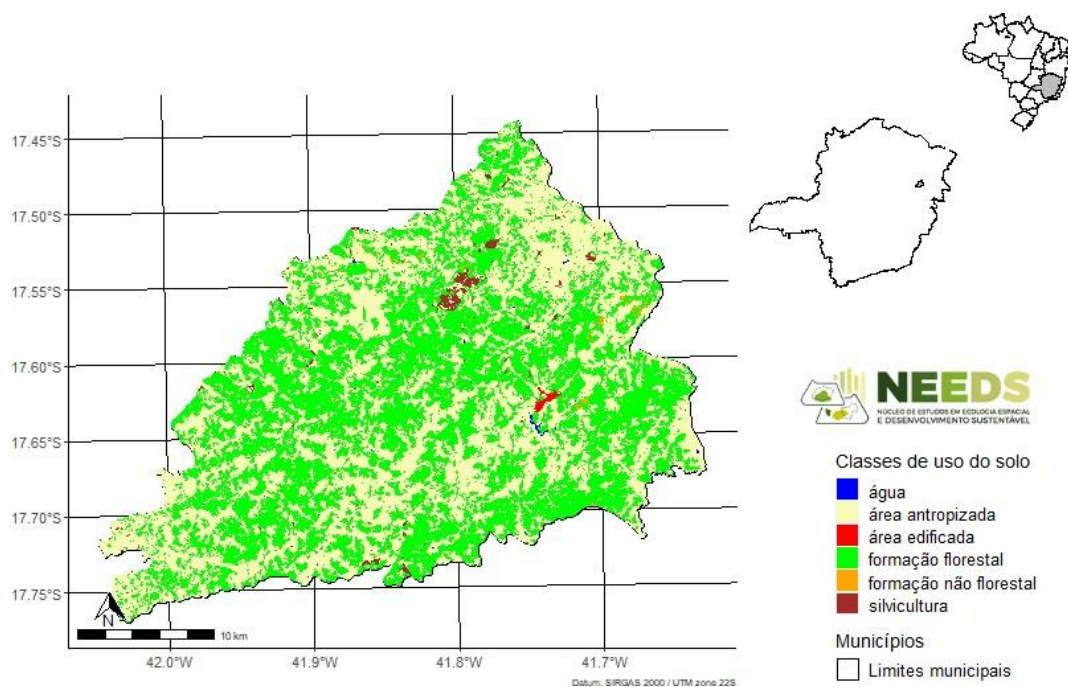 17.45°S
17.50°S
17.55°S
17.60°S
17.65°S
17.70°S
17.75°S
N
10 km
42.0°W
41.9°W
41.8°W
41.7°W
Datum: SIRGAS 2000 / UTM zone 22S
NEEDS
NÚCLEO DE ESTUDOS EM ECOLOGIA ESPACIAL
E DESENVOLVIMENTO SUSTENTÁVEL
Classes de uso do solo
água
área antropizada
área edificada
formação florestal
formação não florestal
silvicultura
Municípios
Limites municipais